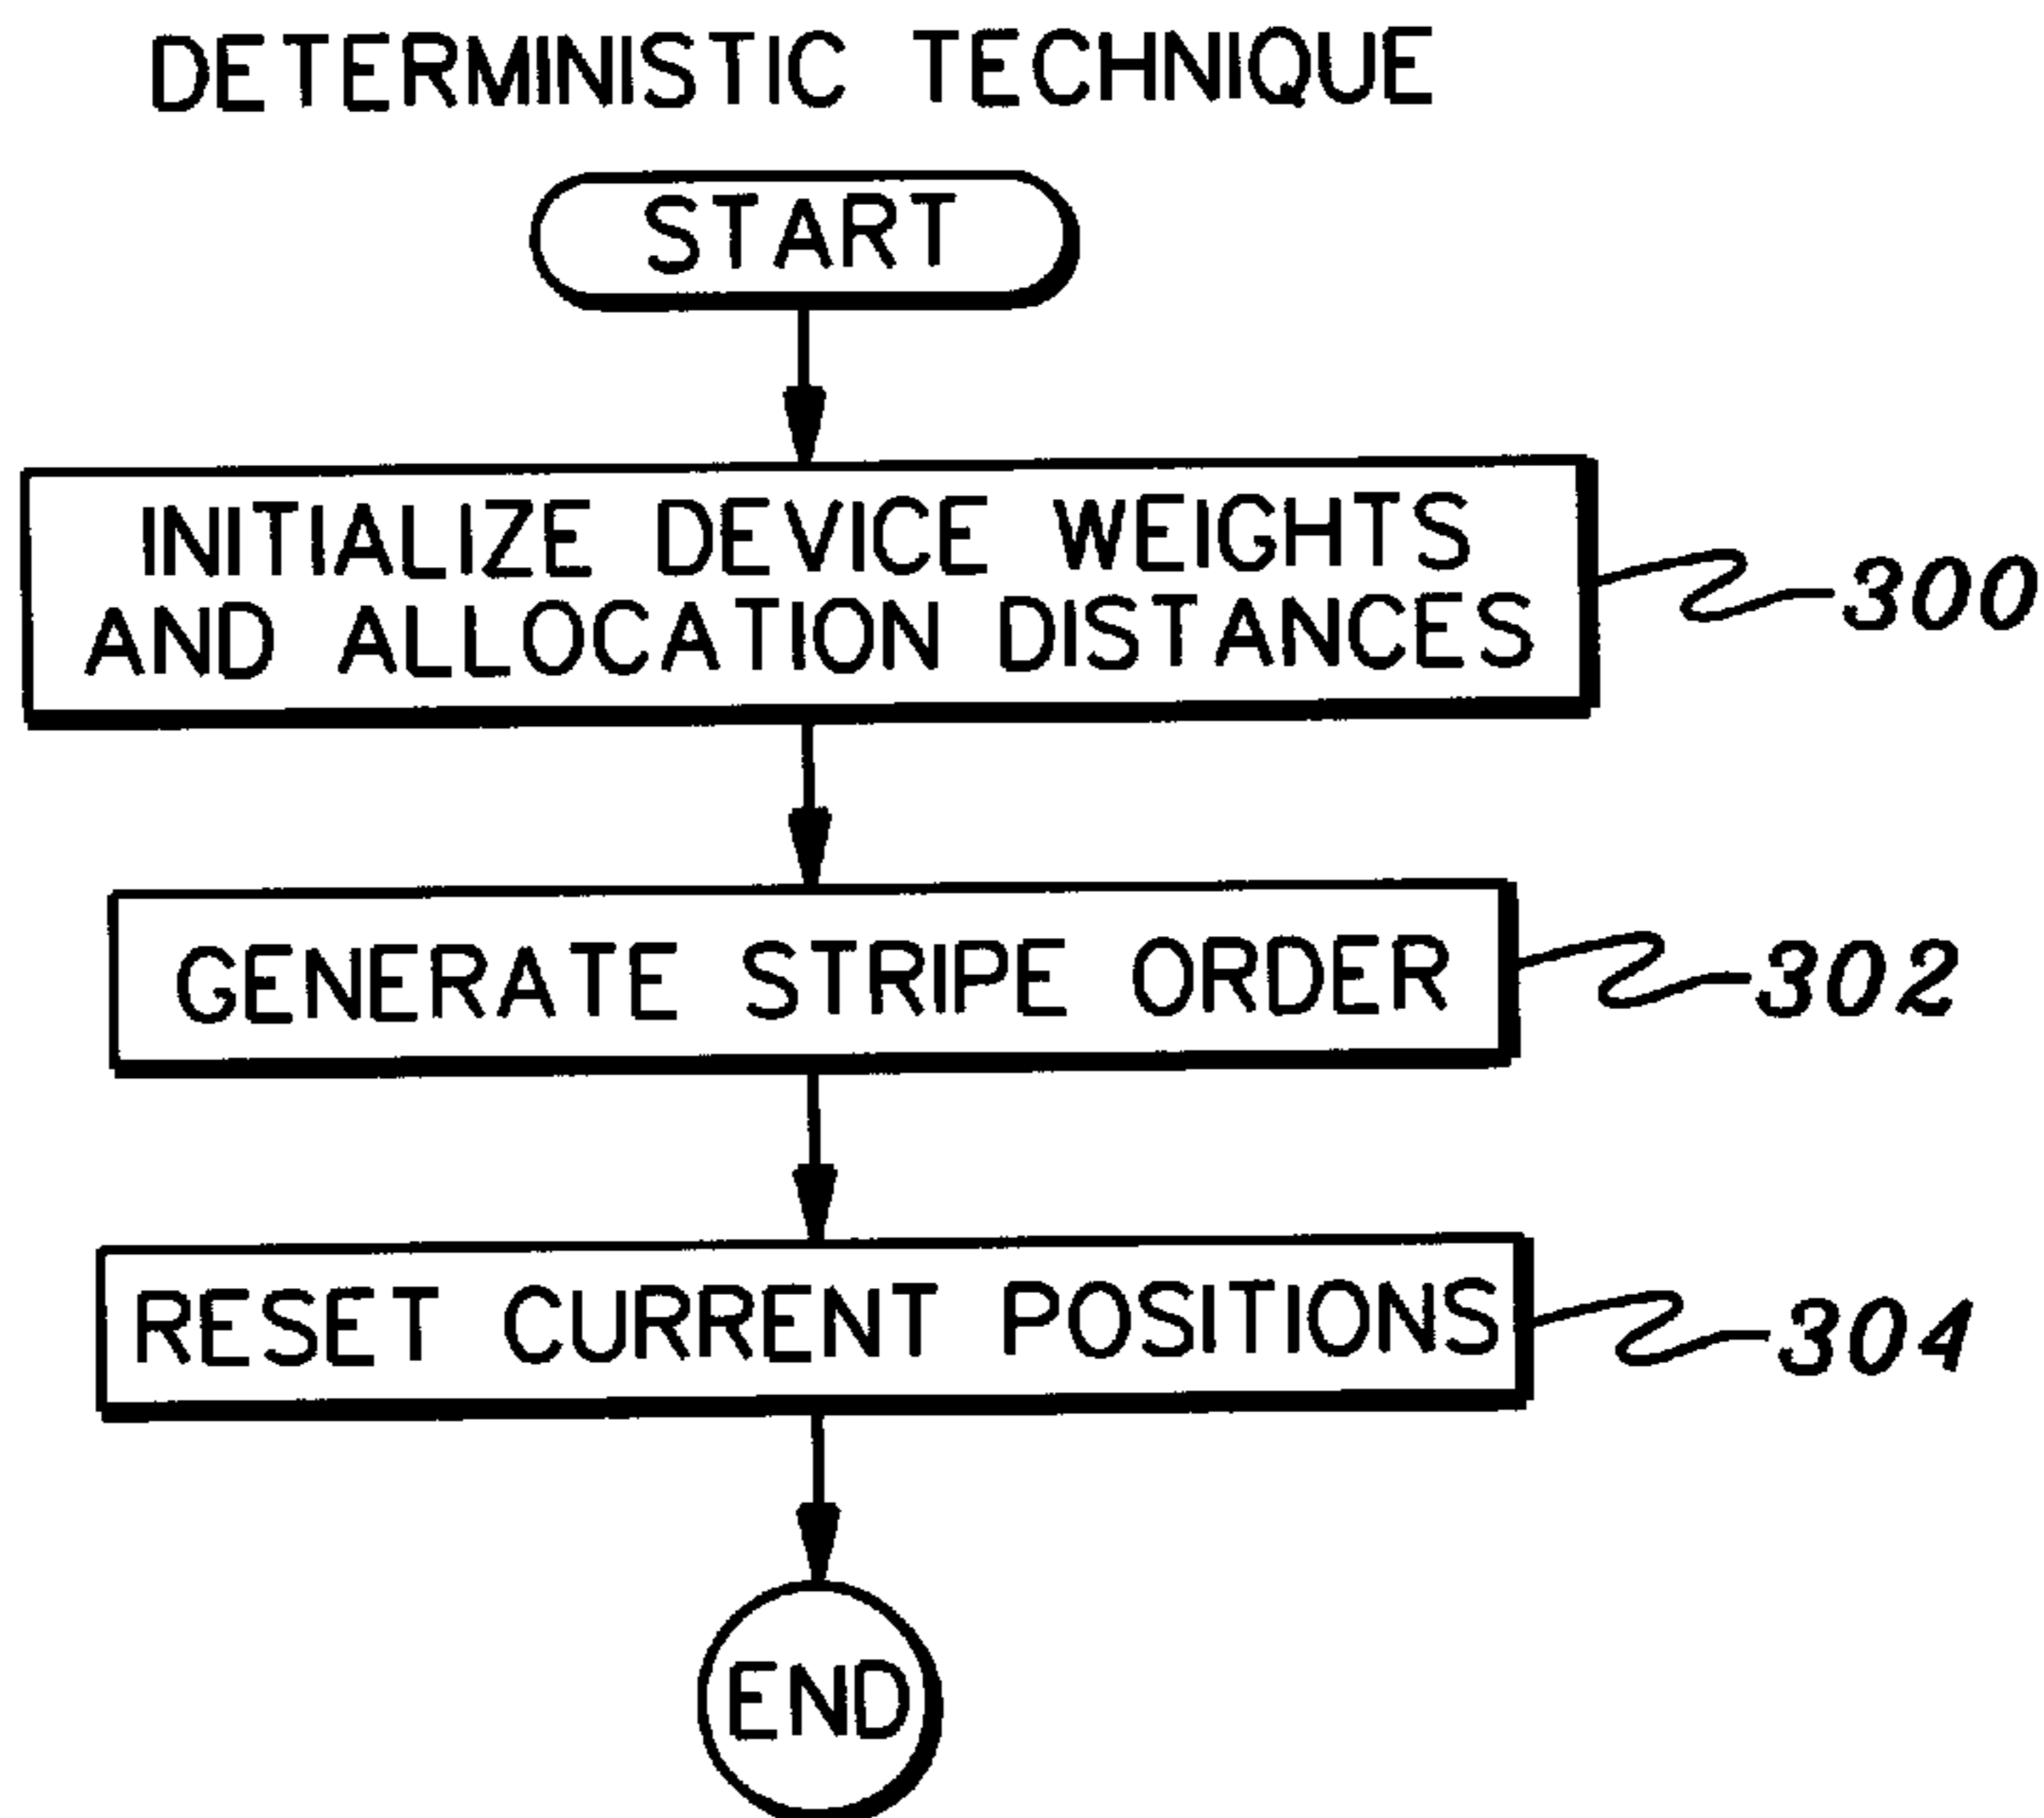 DETERMINISTIC TECHNIQUE
START
INITIALIZE DEVICE WEIGHTS
AND ALLOCATION DISTANCES
300
GENERATE STRIPE ORDER
302
RESET CURRENT POSITIONS
304
END